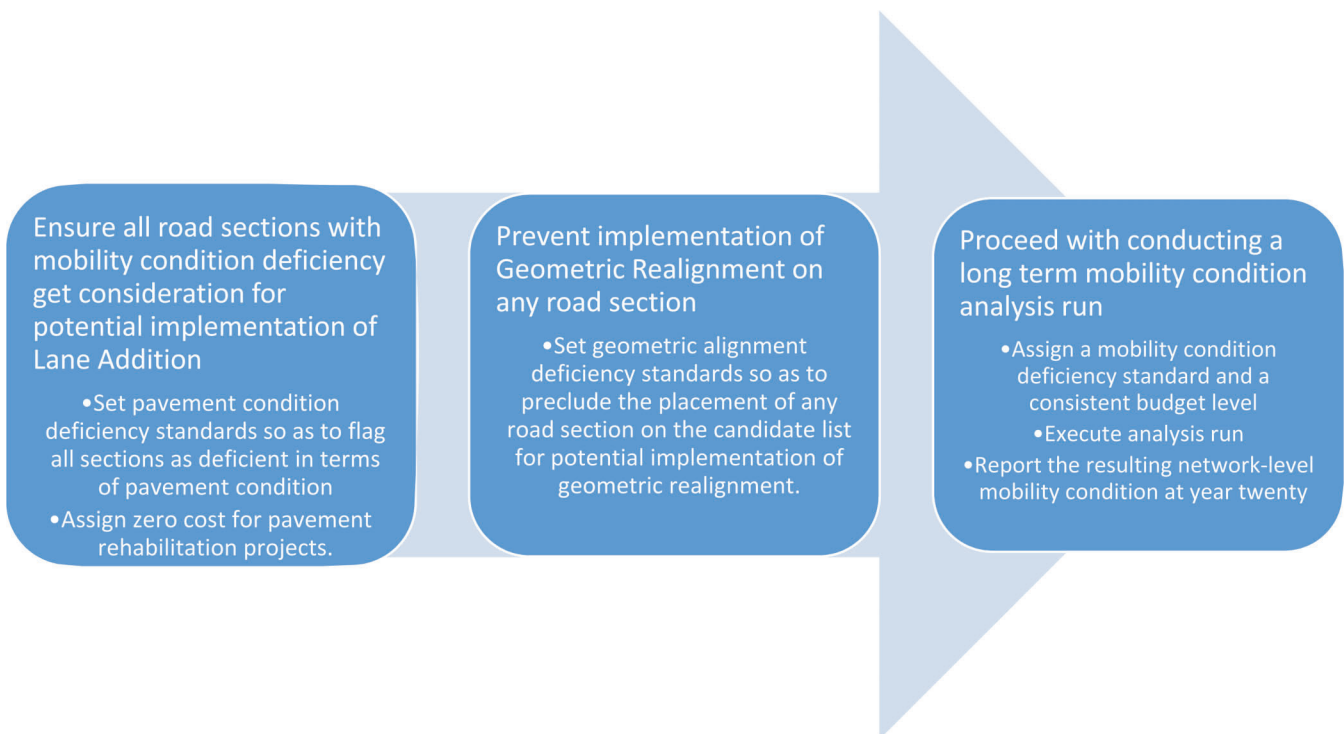 Ensure all road sections with
mobility condition deficiency
get consideration for
potential implementation of
Lane Addition
•Set pavement condition
deficiency standards so as to flag
all sections as deficient in terms
of pavement condition
•Assign zero cost for pavement
rehabilitation projects.
Prevent implementation of
Geometric Realignment on
any road section
•Set geometric alignment
deficiency standards so as to
preclude the placement of any
road section on the candidate list
for potential implementation of
geometric realignment.
Proceed with conducting a
long term mobility condition
analysis run
•Assign a mobility condition
deficiency standard and a
consistent budget level
•Execute analysis run
•Report the resulting network-level
mobility condition at year twenty